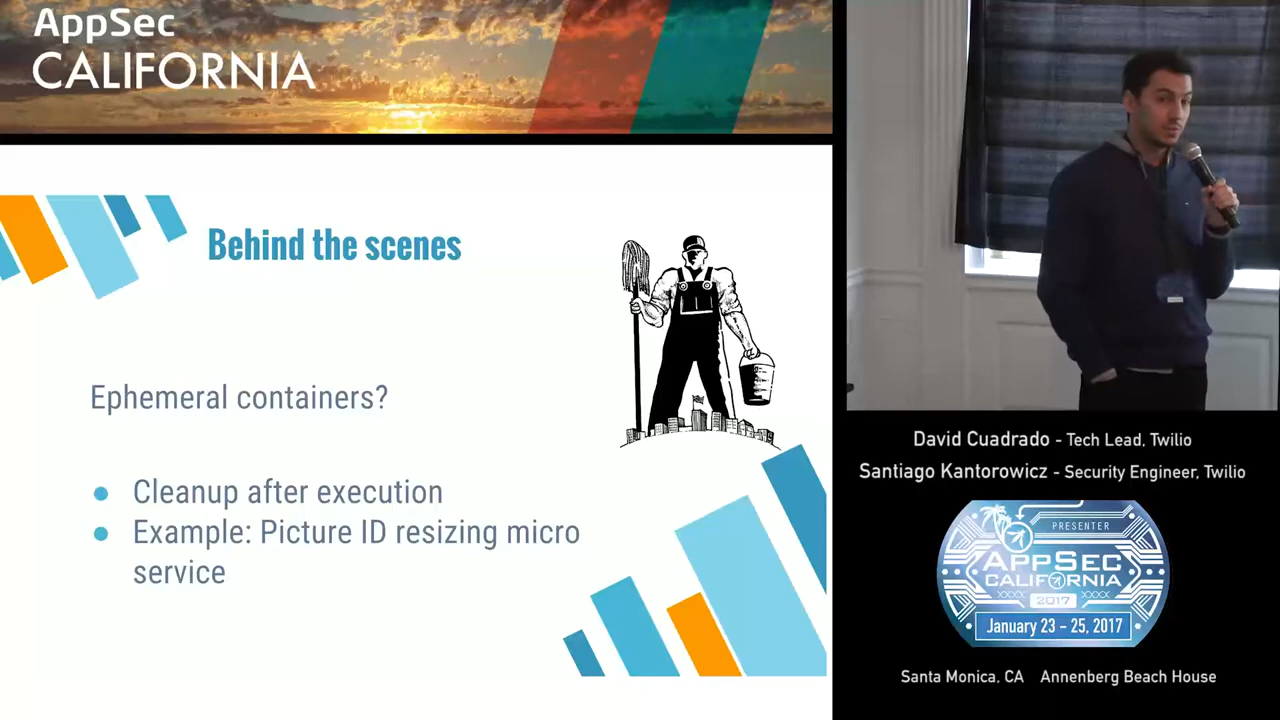 AppSec
CALIFORNIA
Behind the scenes
Ephemeral containers?
● Cleanup after execution
● Example: Picture ID resizing micro
service
David Cuadrado - Tech Lead, Twilio
Santiago Kantorowicz - Security Engineer, Twilio
PRESENTER
APPSEC
CALIFORNIA
2017
January 23 – 25, 2017
Santa Monica, CA Annenberg Beach House